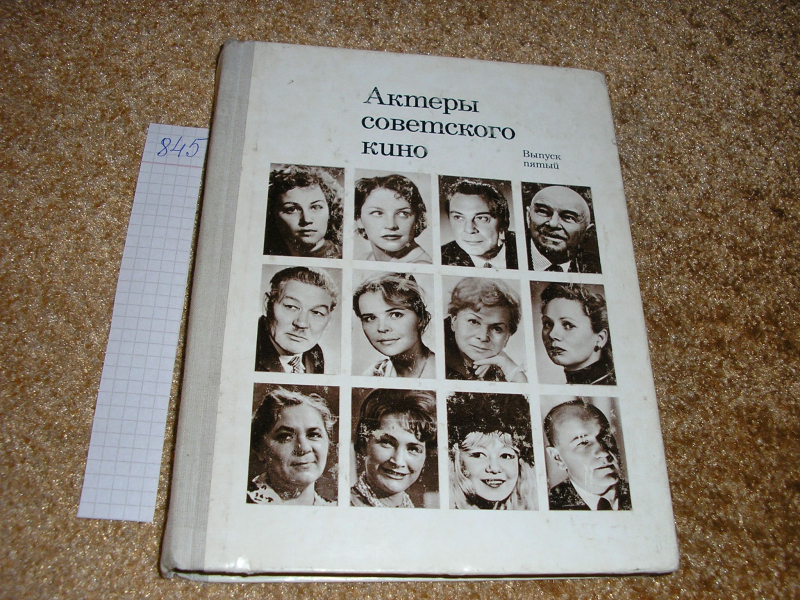 845
Актеры
советского
кино
Выпуск
пятый